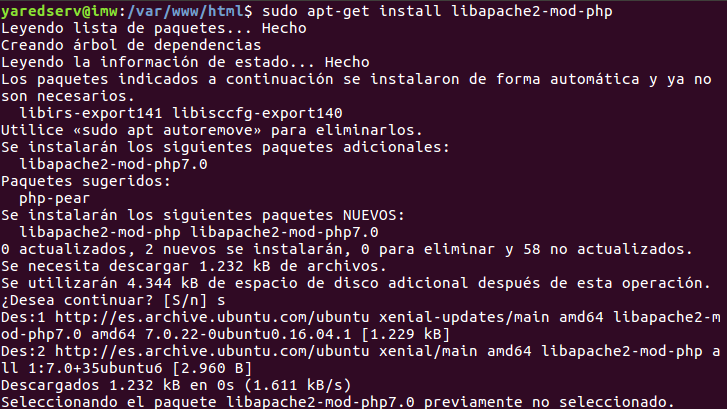 yaredserv@imw:/var/www/html$ sudo apt-get install libapache2-mod-php
Leyendo lista de paquetes... Hecho
Creando árbol de dependencias
Leyendo la información de estado... Hecho
Los paquetes indicados a continuación se instalaron de forma automática y ya no
son necesarios.
  libirs-export141 libisccfg-export140
Utilice «sudo apt autoremove» para eliminarlos.
Se instalarán los siguientes paquetes adicionales:
  libapache2-mod-php7.0
Paquetes sugeridos:
  php-pear
Se instalarán los siguientes paquetes NUEVOS:
  libapache2-mod-php libapache2-mod-php7.0
0 actualizados, 2 nuevos se instalarán, 0 para eliminar y 58 no actualizados.
Se necesita descargar 1.232 kB de archivos.
Se utilizarán 4.344 kB de espacio de disco adicional después de esta operación.
¿Desea continuar? [S/n] s
Des:1 http://es.archive.ubuntu.com/ubuntu xenial-updates/main amd64 libapache2-m
od-php7.0 amd64 7.0.22-0ubuntu0.16.04.1 [1.229 kB]
Des:2 http://es.archive.ubuntu.com/ubuntu xenial/main amd64 libapache2-mod-php a
ll 1:7.0+35ubuntu6 [2.960 B]
Descargados 1.232 kB en 0s (1.611 kB/s)
Seleccionando el paquete libapache2-mod-php7.0 previamente no seleccionado.